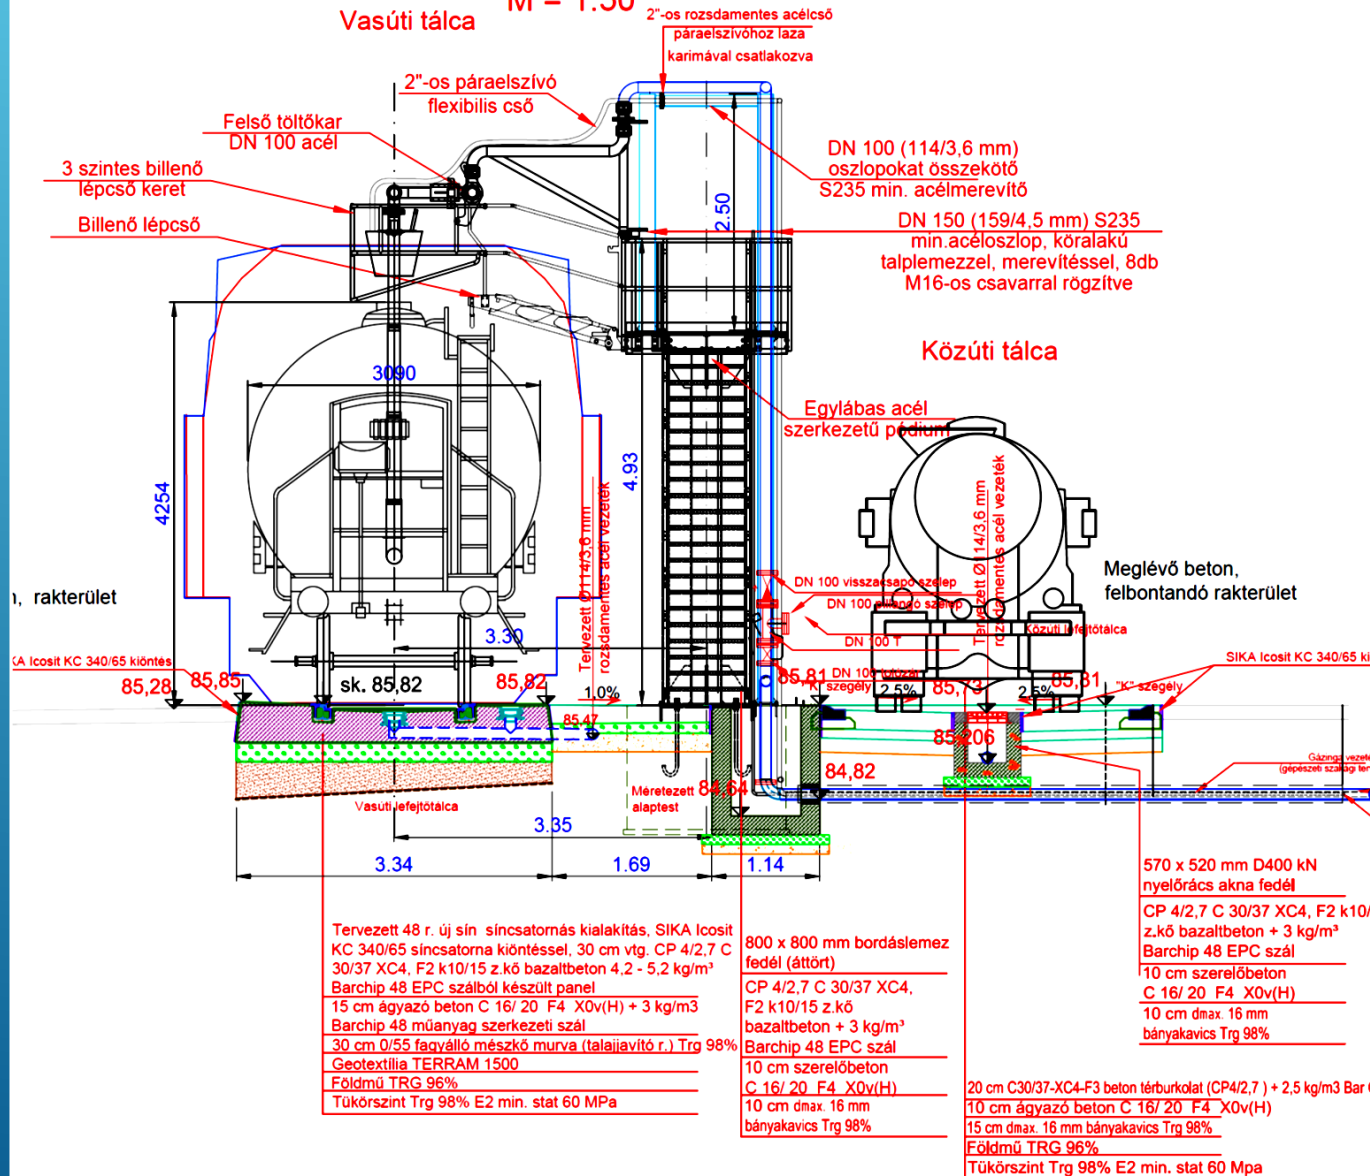 M = 1:50
Vasúti tálca
2"-os rozsdamentes acélcső
páraelszívóhoz laza
karimával csatlakozva
2"-os páraelszívó
flexibilis cső
Felső töltőkar
DN 100 acél
3 szintes billenő
lépcső keret
Billenő lépcső
DN 100 (114/3,6 mm)
oszlopokat összekötő
S235 min. acélmerevítő
2.50
DN 150 (159/4,5 mm) S235
min.acéloszlop, köralakú
talplemezzel, merevítéssel, 8db
M16-os csavarral rögzítve
Közúti tálca
3090
Egylábas acél
szerkezetű pódium
4254
4.93
Tervezett Ø114/3,6 mm
rozsdamentes acél vezeték
Tervezett Ø114/3,6 mm
rozsdamentes acél vezeték
Meglévő beton,
felbontandó rakterület
, rakterület
DN 100 visszacsapó szelep
DN 100 pillangó szelep
DN 100 T
Közúti lefejtőtálca
3.30
KA Icosit KC 340/65 kiöntés
SIKA Icosit KC 340/65 ki
85,28
85,85
sk. 85,82
85,82
1,0%
85,47
85,81
DN 100
"K" szegély
2,5%
85,73
2,5%
85,81
"K" szegély
85,206
84,82
84,64
Méretezett
alaptest
Vasúti lefejtőtálca
Gázinga vezeté
(gépészeti szakági ter
3.35
3.34
1.69
1.14
570 x 520 mm D400 kN
nyelőrács akna fedél
CP 4/2,7 C 30/37 XC4, F2 k10/
z.kő bazaltbeton + 3 kg/m³
Barchip 48 EPC szál
10 cm szerelőbeton
C 16/ 20 F4 X0v(H)
10 cm dmax. 16 mm
bányakavics Trg 98%
Tervezett 48 r. új sín síncsatornás kialakítás, SIKA Icosit
KC 340/65 síncsatorna kiöntéssel, 30 cm vtg. CP 4/2,7 C
30/37 XC4, F2 k10/15 z.kő bazaltbeton 4,2 - 5,2 kg/m³
Barchip 48 EPC szálból készült panel
15 cm ágyazó beton C 16/ 20 F4 X0v(H) + 3 kg/m3
Barchip 48 műanyag szerkezeti szál
30 cm 0/55 fagyálló mészkő murva (talajjavító r.) Trg 98%
Geotextília TERRAM 1500
Földmű TRG 96%
Tükörszint Trg 98% E2 min. stat 60 MPa
800 x 800 mm bordáslemez
fedél (áttört)
CP 4/2,7 C 30/37 XC4,
F2 k10/15 z.kő
bazaltbeton + 3 kg/m³
Barchip 48 EPC szál
10 cm szerelőbeton
C 16/ 20 F4 X0v(H)
10 cm dmax. 16 mm
bányakavics Trg 98%
20 cm C30/37-XC4-F3 beton térburkolat (CP4/2,7 ) + 2,5 kg/m3 Bar
10 cm ágyazó beton C 16/ 20 F4 X0v(H)
15 cm dmax. 16 mm bányakavics Trg 98%
Földmű TRG 96%
Tükörszint Trg 98% E2 min. stat 60 Mpa